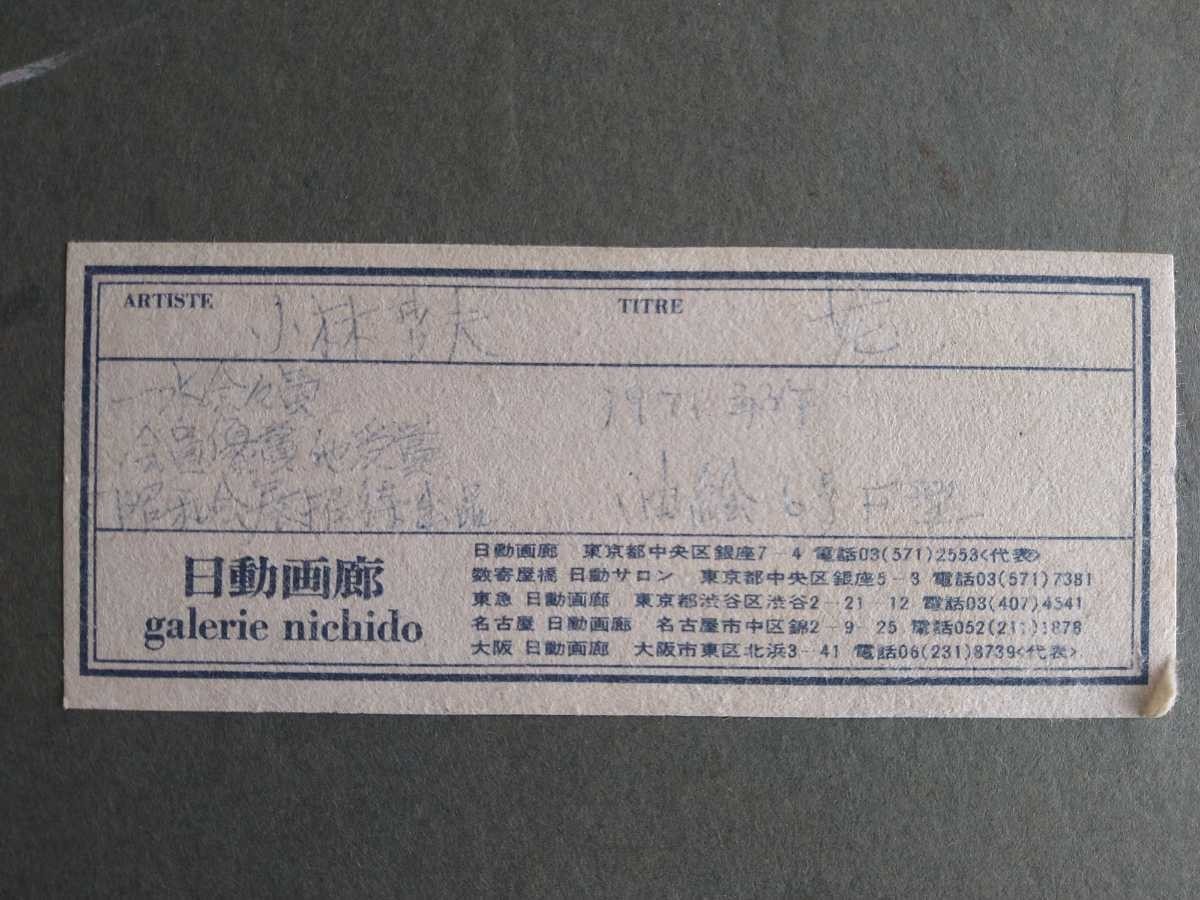 ARTISTE 小林哲夫 TITRE 花
一水会会員
会員優賞他受賞
昭和会展招待出品
1971年作
油絵 6号F型
日動画廊
galerie nichido
日動画廊 東京都中央区銀座7-4 電話03(571)2553<代表>
数寄屋橋 日動サロン 東京都中央区銀座5-3 電話03(571)7381
東急 日動画廊 東京都渋谷区渋谷2-21-12 電話03(407)4541
名古屋 日動画廊 名古屋市中区錦2-9-25 電話052(211)1878
大阪 日動画廊 大阪市東区北浜3-41 電話06(231)8739<代表>